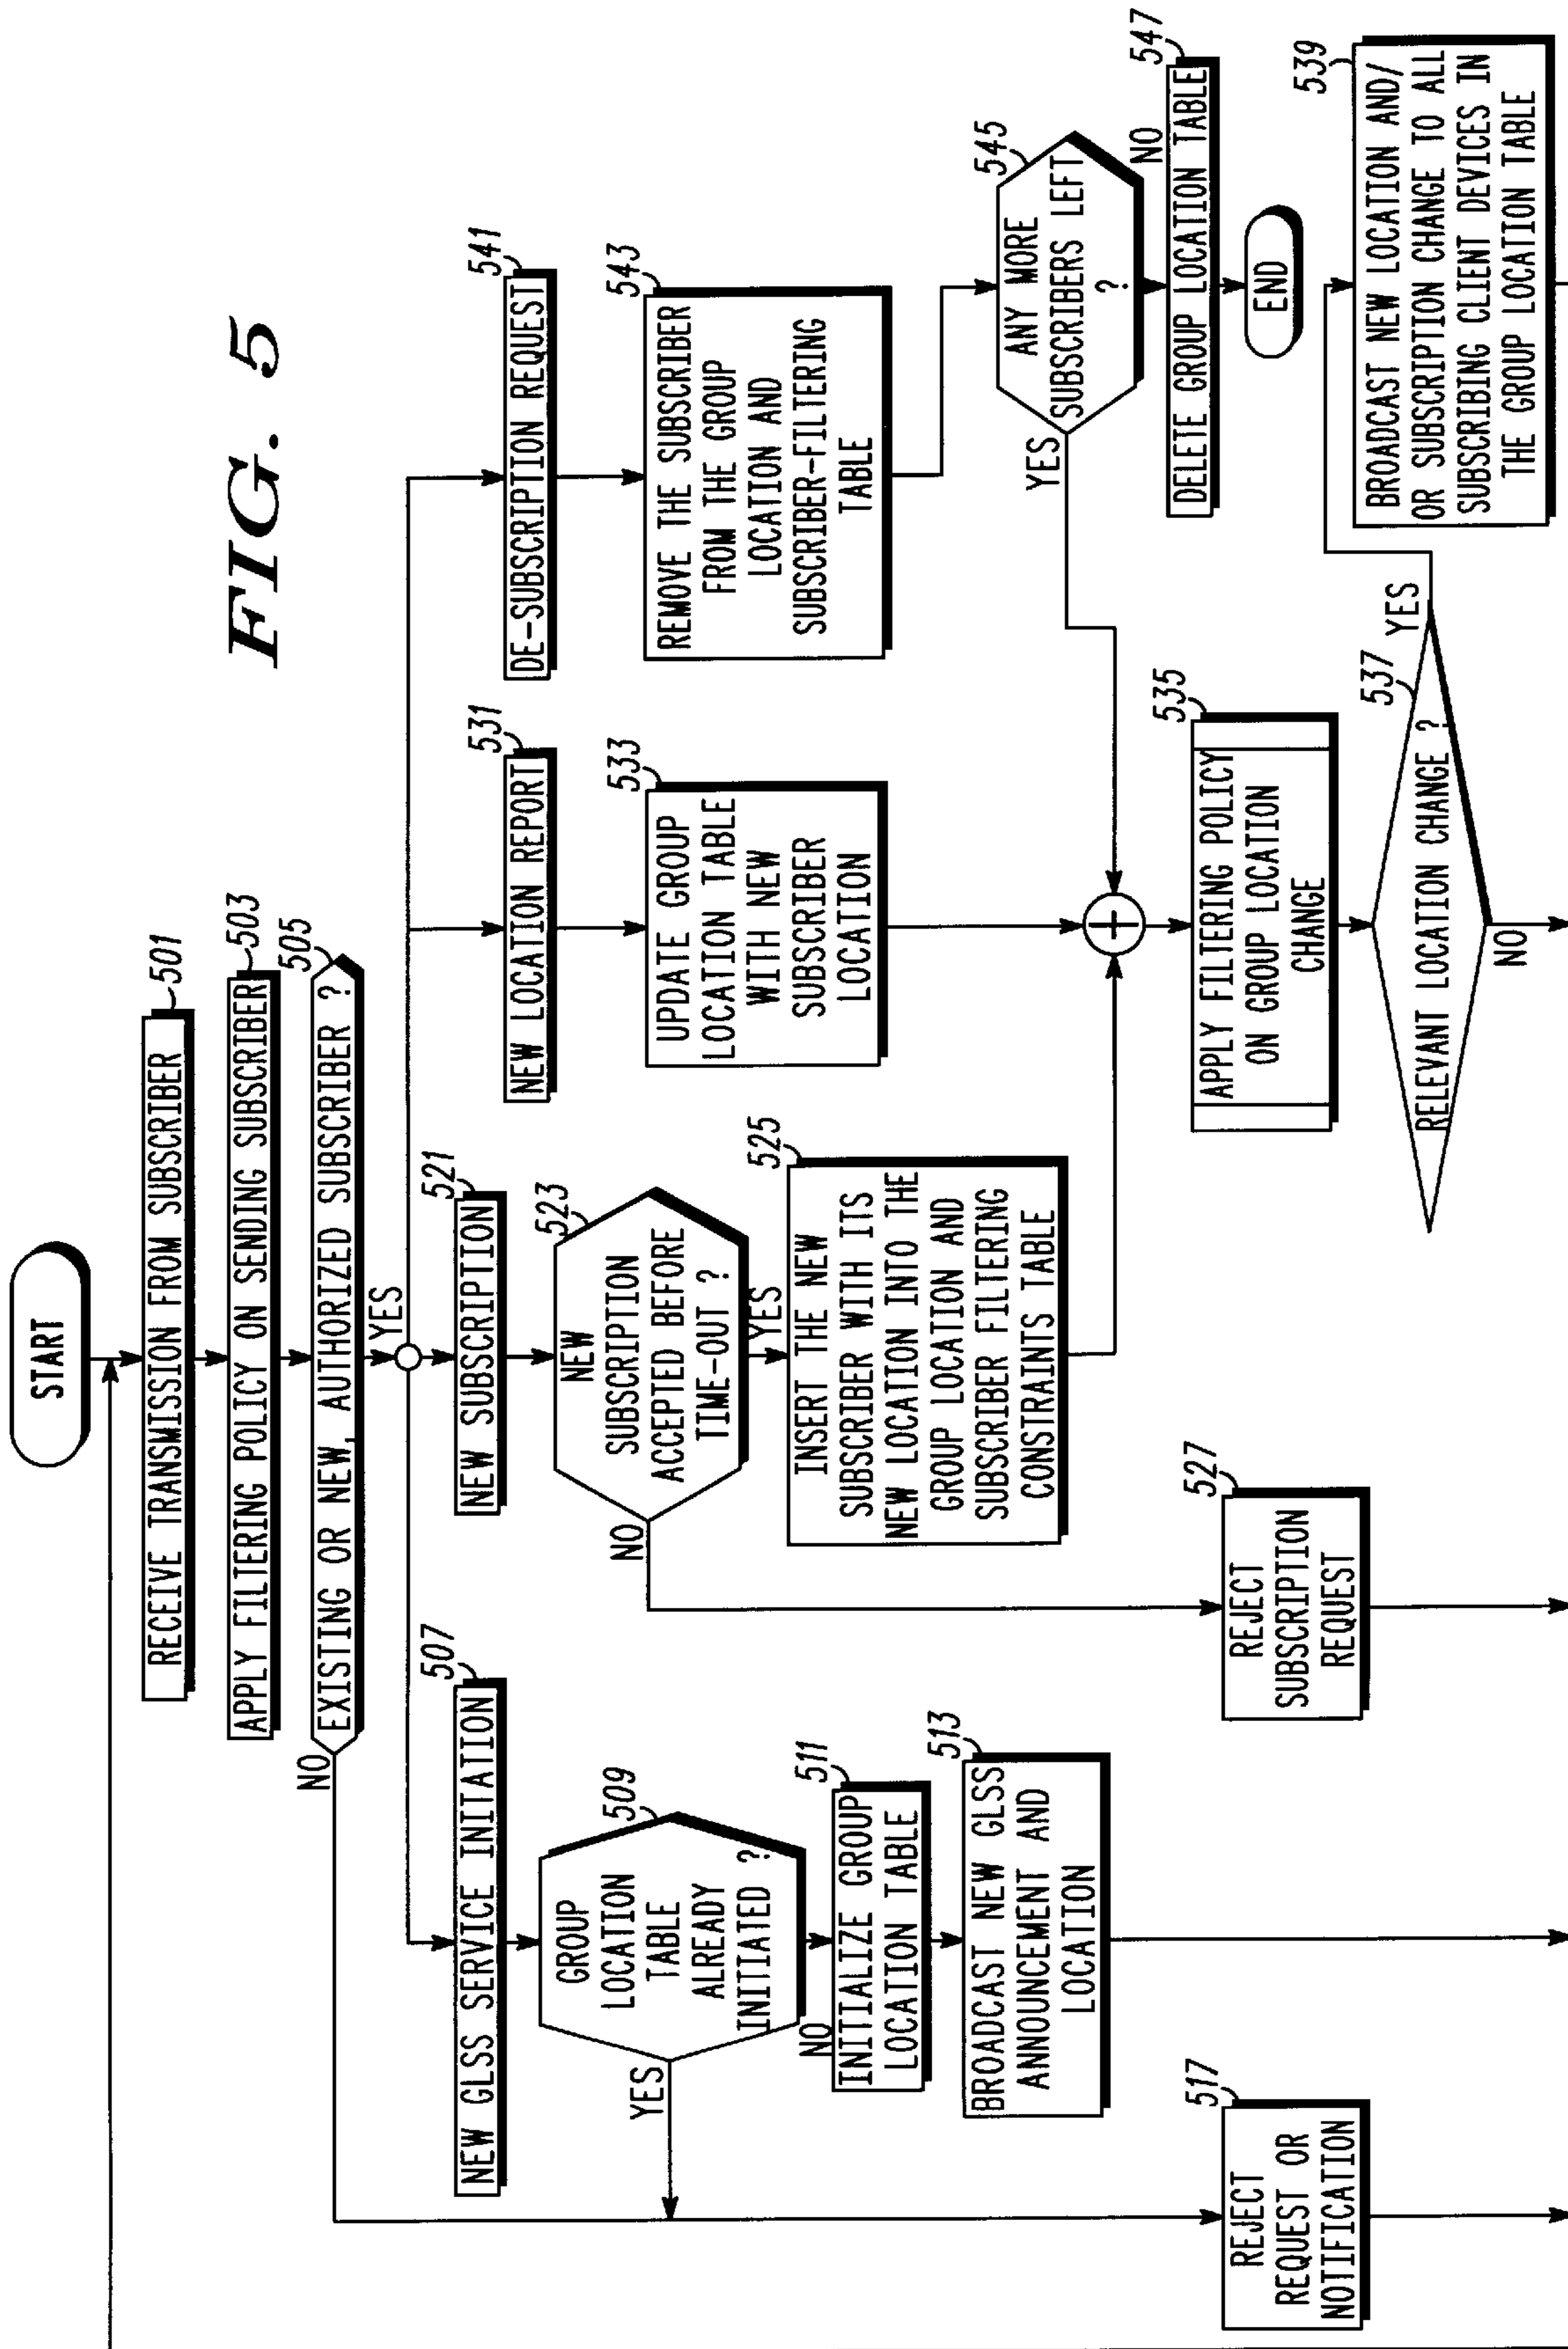 FIG. 5
START
RECEIVE TRANSMISSION FROM SUBSCRIBER
501
APPLY FILTERING POLICY ON SENDING SUBSCRIBER
503
EXISTING OR NEW, AUTHORIZED SUBSCRIBER ?
505
NO
YES
NEW GLSS SERVICE INITIATION
507
GROUP
LOCATION
TABLE
ALREADY
INITIATED ?
509
YES
NO
INITIALIZE GROUP
LOCATION TABLE
511
BROADCAST NEW GLSS
ANNOUNCEMENT AND
LOCATION
513
REJECT
REQUEST OR
NOTIFICATION
517
NEW SUBSCRIPTION
521
NEW
SUBSCRIPTION
ACCEPTED BEFORE
TIME-OUT ?
523
NO
YES
INSERT THE NEW
SUBSCRIBER WITH ITS
NEW LOCATION INTO THE
GROUP LOCATION AND
SUBSCRIBER FILTERING
CONSTRAINTS TABLE
525
REJECT
SUBSCRIPTION
REQUEST
527
NEW LOCATION REPORT
531
UPDATE GROUP
LOCATION TABLE
WITH NEW
SUBSCRIBER
LOCATION
533
DE-SUBSCRIPTION REQUEST
541
REMOVE THE SUBSCRIBER
FROM THE GROUP
LOCATION AND
SUBSCRIBER-FILTERING
TABLE
543
ANY MORE
SUBSCRIBERS LEFT
?
545
YES
NO
DELETE GROUP LOCATION TABLE
547
END
APPLY FILTERING POLICY
ON GROUP LOCATION
CHANGE
535
RELEVANT LOCATION CHANGE ?
537
YES
NO
BROADCAST NEW LOCATION AND/
OR SUBSCRIPTION CHANGE TO ALL
SUBSCRIBING CLIENT DEVICES IN
THE GROUP LOCATION TABLE
539